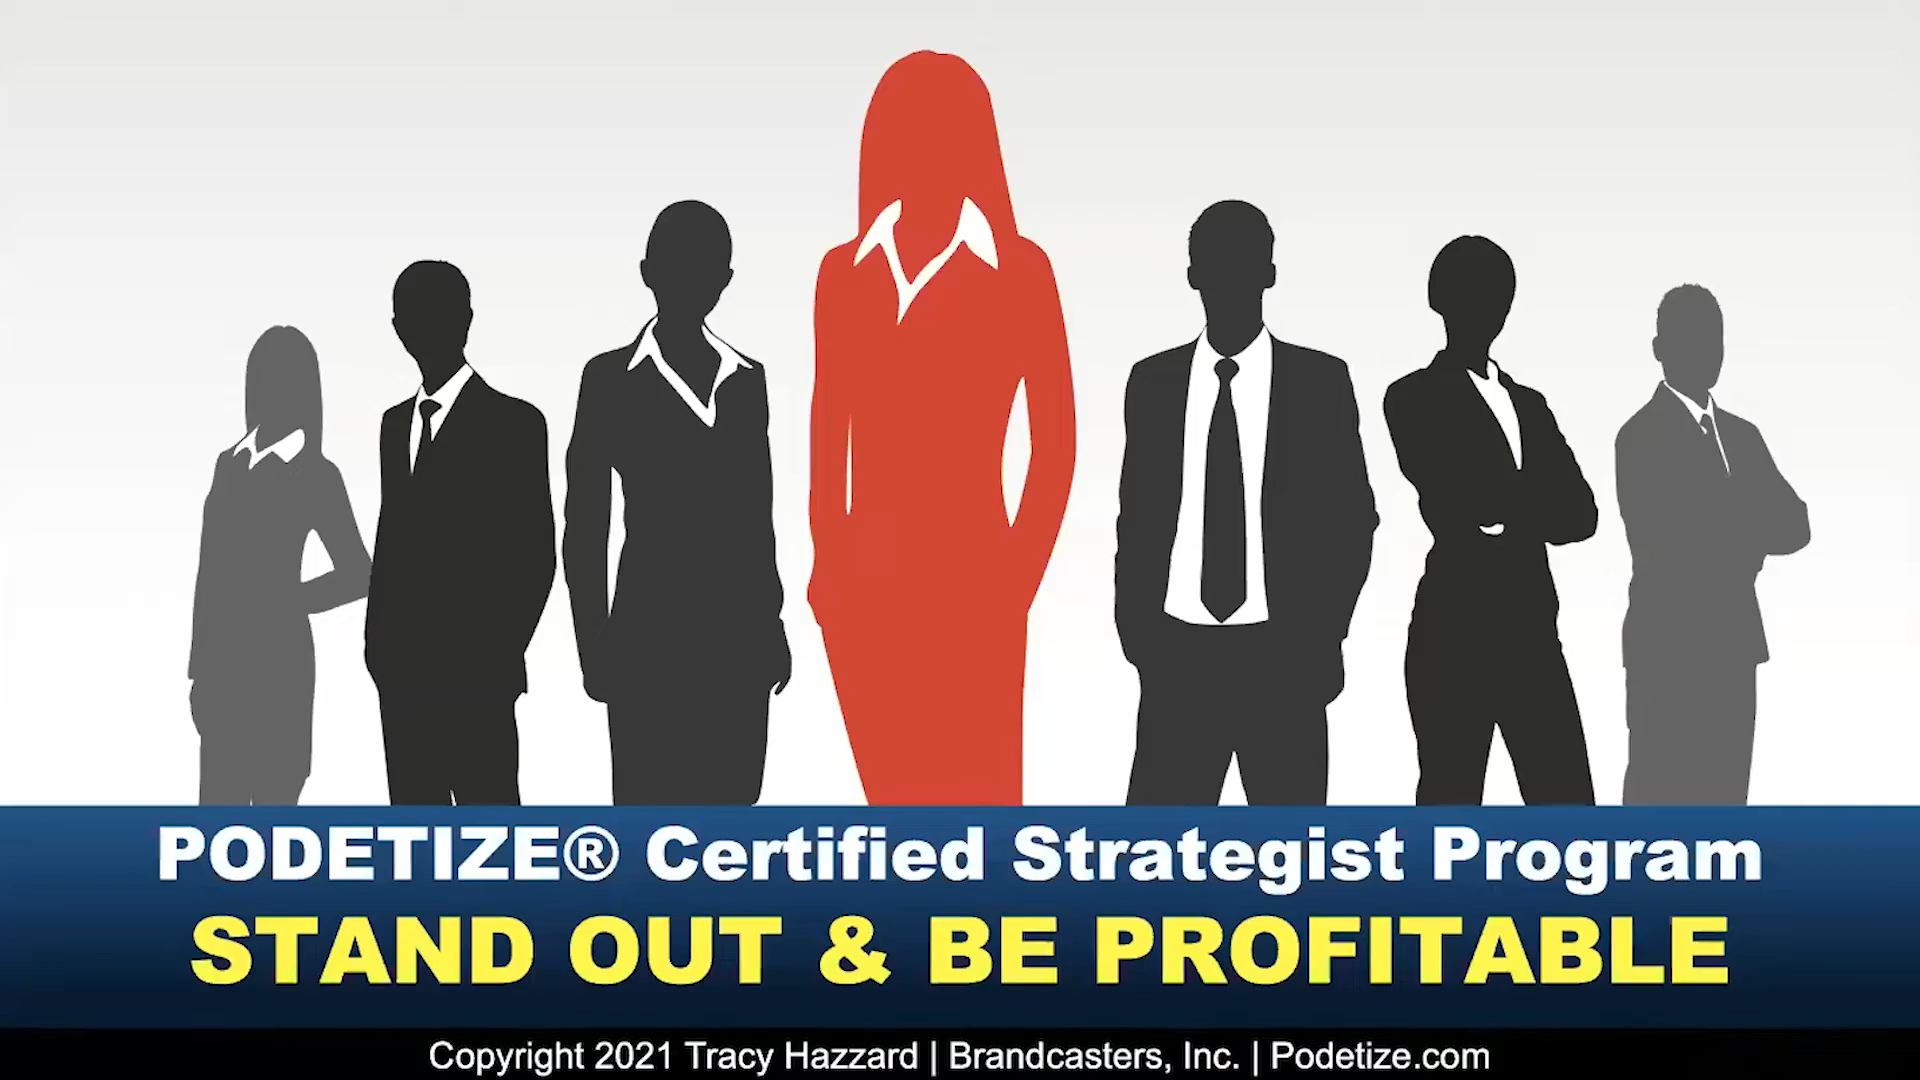 PODETIZE® Certified Strategist Program
STAND OUT & BE PROFITABLE
Copyright 2021 Tracy Hazzard | Brandcasters, Inc. | Podetize.com